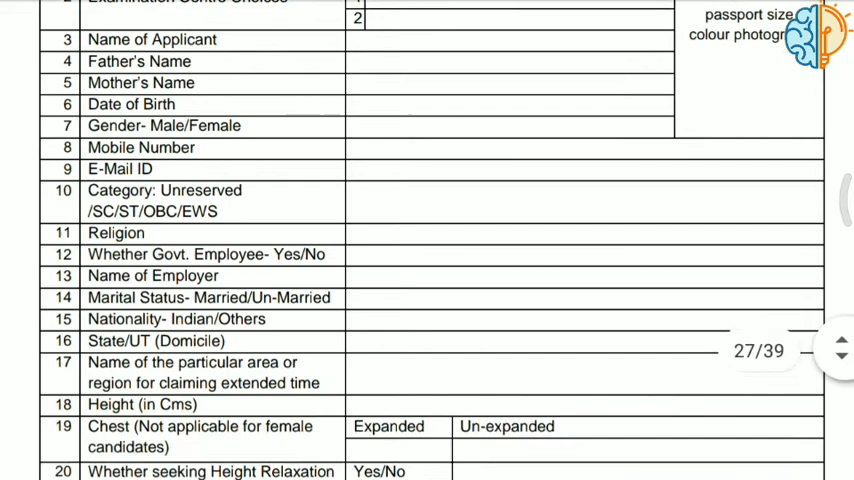 2
passport size
colour photogr
3 Name of Applicant
4 Father's Name
5 Mother's Name
6 Date of Birth
7 Gender- Male/Female
8 Mobile Number
9 E-Mail ID
10 Category: Unreserved
/SC/ST/OBC/EWS
11 Religion
12 Whether Govt. Employee- Yes/No
13 Name of Employer
14 Marital Status- Married/Un-Married
15 Nationality- Indian/Others
16 State/UT (Domicile)
27/39
17 Name of the particular area or
region for claiming extended time
18 Height (in Cms)
19 Chest (Not applicable for female Expanded Un-expanded
candidates)
20 Whether seeking Height Relaxation Yes/No